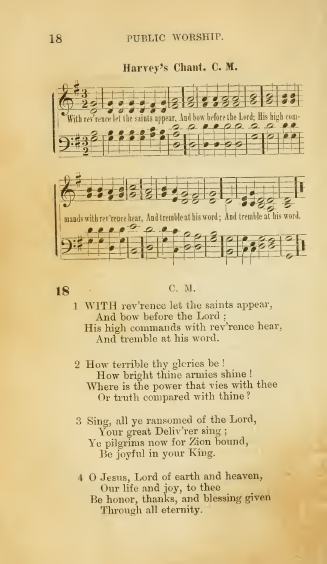 18 PUBLIC WORSHIP.
Harvey's Chant. C. M.
With rev'rence let the saints appear, And bow before the Lord; His high com-
mands with rev'rence hear, And tremble at his word; And tremble at his word.
18 C. M.
1 WITH rev'rence let the saints appear,
And bow before the Lord;
His high commands with rev'rence hear,
And tremble at his word.
2 How terrible thy glories be!
How bright thine armies shine!
Where is the power that vies with thee
Or truth compared with thine?
3 Sing, all ye ransomed of the Lord,
Your great Deliv'rer sing;
Ye pilgrims now for Zion bound,
Be joyful in your King.
4 O Jesus, Lord of earth and heaven,
Our life and joy, to thee
Be honor, thanks, and blessing given
Through all eternity.